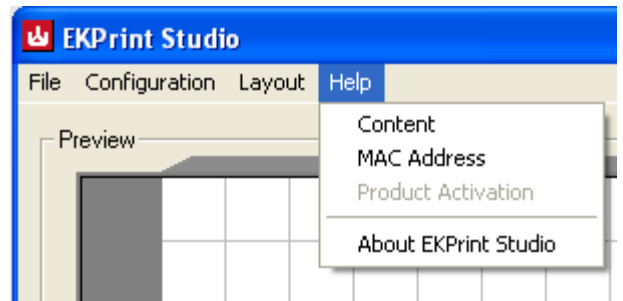 EKPrint Studio
File Configuration Layout Help
Preview
Content
MAC Address
Product Activation
About EKPrint Studio